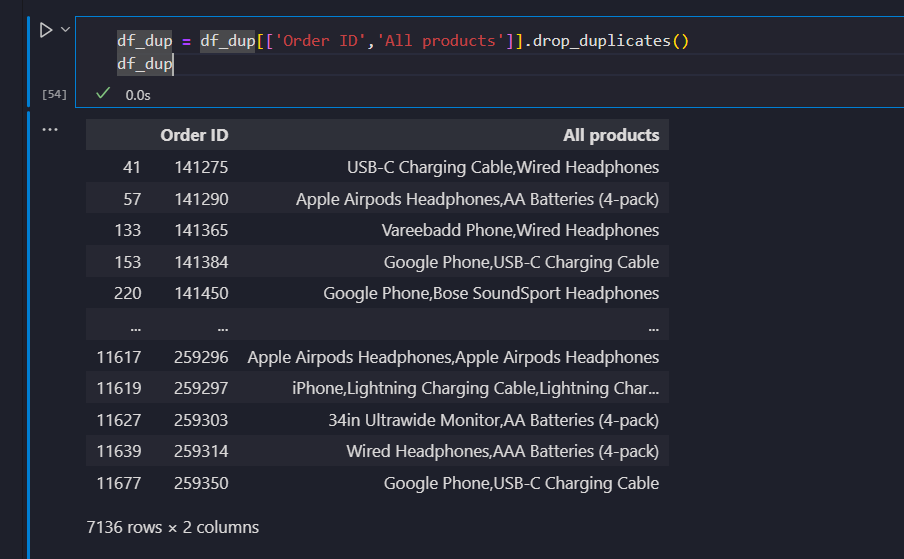 df_dup = df_dup[['Order ID','All products']].drop_duplicates()
df_dup
[54] 0.0s
Order ID All products
41 141275 USB-C Charging Cable,Wired Headphones
57 141290 Apple Airpods Headphones,AA Batteries (4-pack)
133 141365 Vareebadd Phone,Wired Headphones
153 141384 Google Phone,USB-C Charging Cable
220 141450 Google Phone,Bose SoundSport Headphones
... ... ...
11617 259296 Apple Airpods Headphones,Apple Airpods Headphones
11619 259297 iPhone,Lightning Charging Cable,Lightning Char...
11627 259303 34in Ultrawide Monitor,AA Batteries (4-pack)
11639 259314 Wired Headphones,AAA Batteries (4-pack)
11677 259350 Google Phone,USB-C Charging Cable
7136 rows × 2 columns